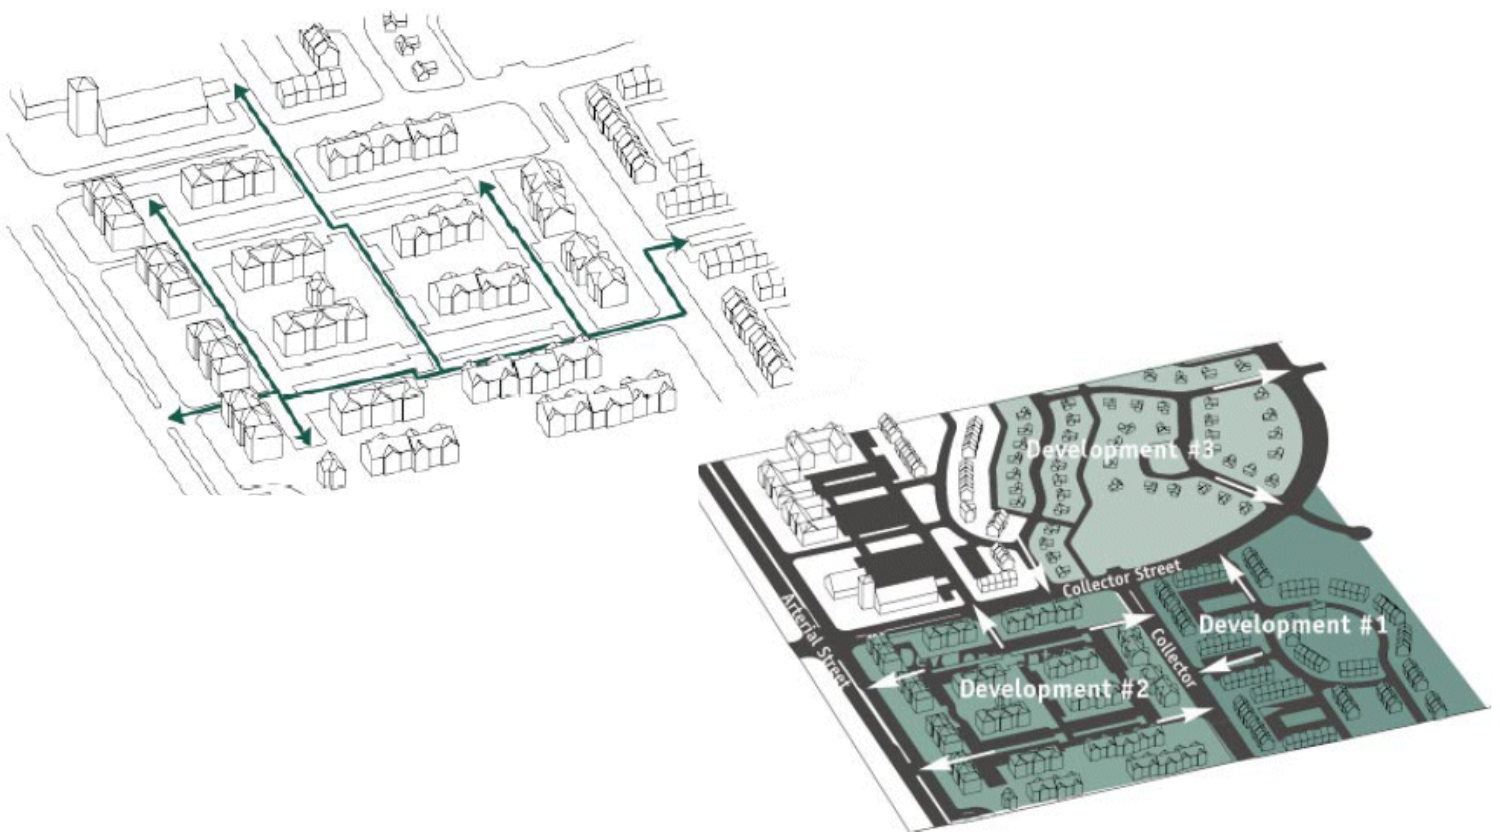 Development #3
Collector Street
Arterial Street
Development #1
Collector
Development #2